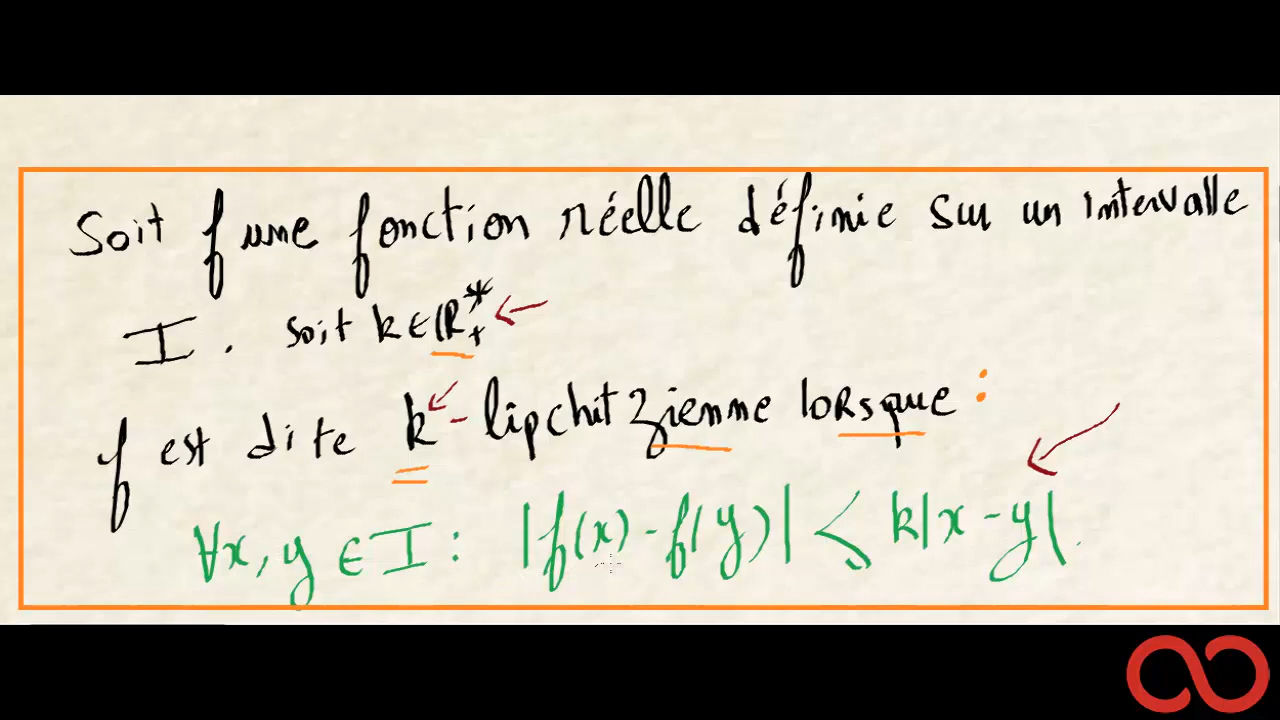 Soit f une fonction réelle définie sur un intervalle
I. soit k ∈ ℝ*₊
f est dite k-lipchitzienne lorsque :
∀x, y ∈ I : |f(x) - f(y)| ⩽ k|x - y|.